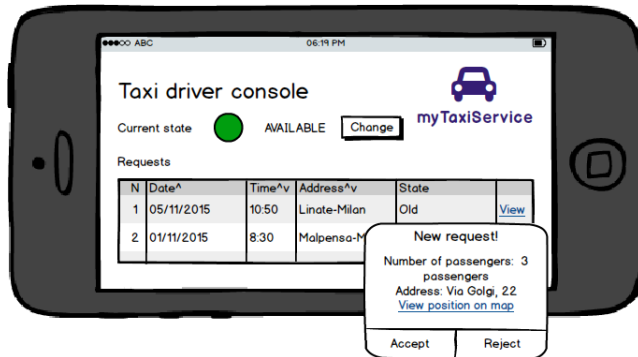 ABC 06:19 PM
Taxi driver console
myTaxiService
Current state AVAILABLE Change
Requests
N Date^ Time^v Address^v State
1 05/11/2015 10:50 Linate-Milan Old View
2 01/11/2015 8:30 Malpensa-M
New request!
Number of passengers: 3
passengers
Address: Via Golgi, 22
View position on map
Accept Reject